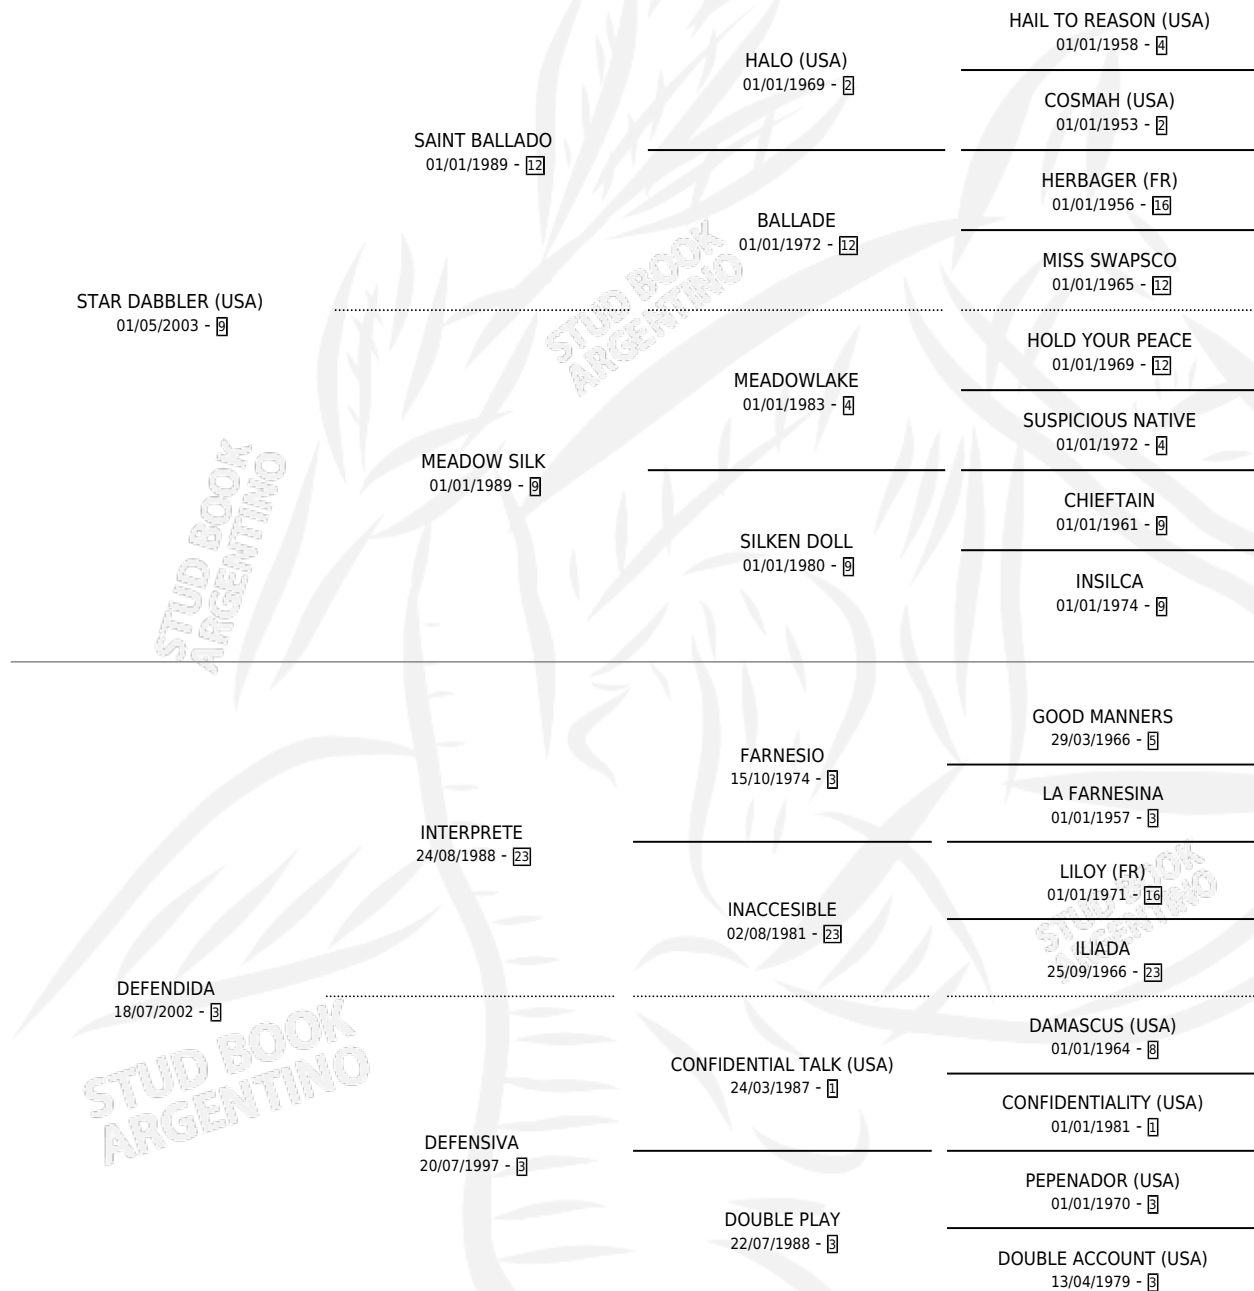 HAIL TO REASON (USA)
01/01/1958 - 4
HALO (USA)
01/01/1969 - 2
COSMAH (USA)
01/01/1953 - 2
SAINT BALLADO
01/01/1989 - 12
HERBAGER (FR)
01/01/1956 - 16
BALLADE
01/01/1972 - 12
MISS SWAPSCO
01/01/1965 - 12
STAR DABBLER (USA)
01/05/2003 - 9
HOLD YOUR PEACE
01/01/1969 - 12
MEADOWLAKE
01/01/1983 - 4
SUSPICIOUS NATIVE
01/01/1972 - 4
MEADOW SILK
01/01/1989 - 9
CHIEFTAIN
01/01/1961 - 9
SILKEN DOLL
01/01/1980 - 9
INSILCA
01/01/1974 - 9
GOOD MANNERS
29/03/1966 - 5
FARNESIO
15/10/1974 - 3
LA FARNESINA
01/01/1957 - 3
INTERPRETE
24/08/1988 - 23
LILOY (FR)
01/01/1971 - 16
INACCESIBLE
02/08/1981 - 23
ILIADA
25/09/1966 - 23
DEFENDIDA
18/07/2002 - 3
DAMASCUS (USA)
01/01/1964 - 8
CONFIDENTIAL TALK (USA)
24/03/1987 - 1
CONFIDENTIALITY (USA)
01/01/1981 - 1
DEFENSIVA
20/07/1997 - 3
PEPENADOR (USA)
01/01/1970 - 3
DOUBLE PLAY
22/07/1988 - 3
DOUBLE ACCOUNT (USA)
13/04/1979 - 3
STUD BOOK
ARGENTINO
STUD BOOK
ARGENTINO
STUD BOOK
ARGENTINO
STUD BOOK
ARGENTINO